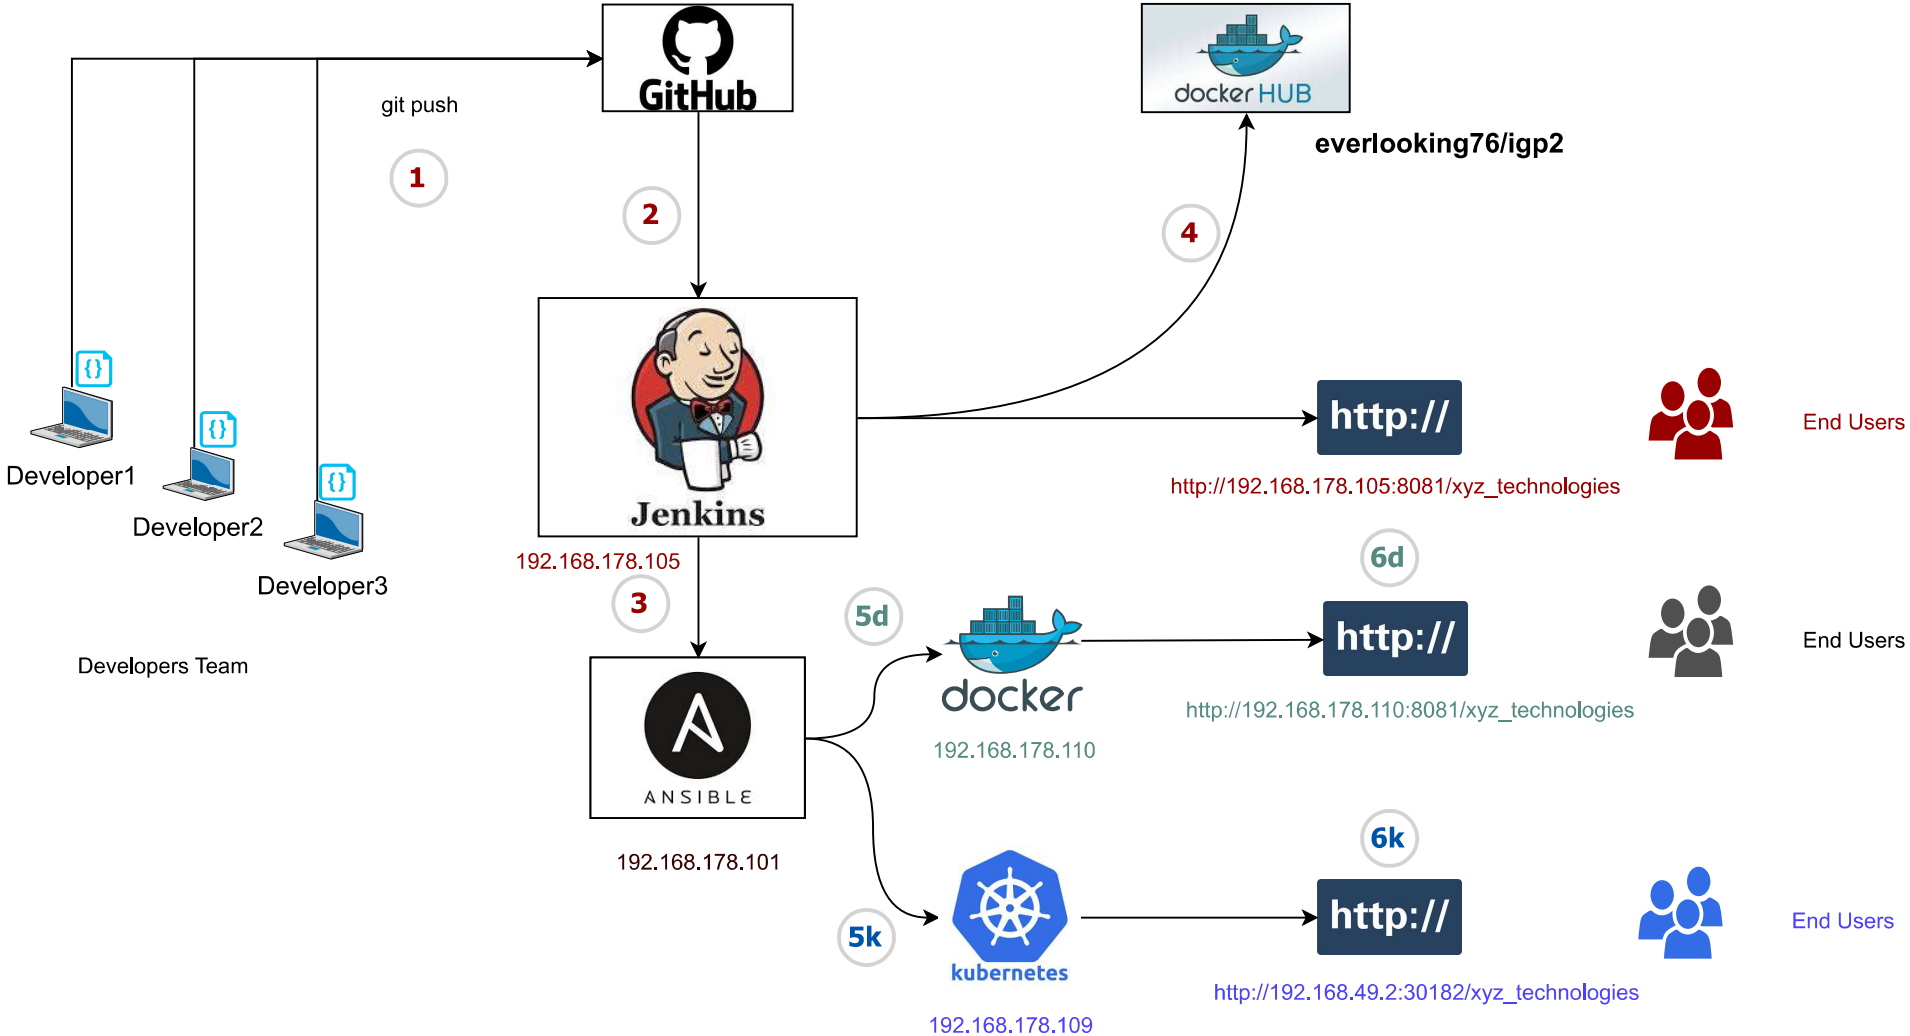 GitHub
docker HUB
git push
everlooking76/igp2
1
2
4
{}
{}
{}
Developer1
Developer2
Developer3
Developers Team
Jenkins
192.168.178.105
3
http://
End Users
http://192.168.178.105:8081/xyz_technologies
6d
5d
http://
End Users
docker
http://192.168.178.110:8081/xyz_technologies
192.168.178.110
ANSIBLE
192.168.178.101
6k
5k
http://
End Users
kubernetes
http://192.168.49.2:30182/xyz_technologies
192.168.178.109